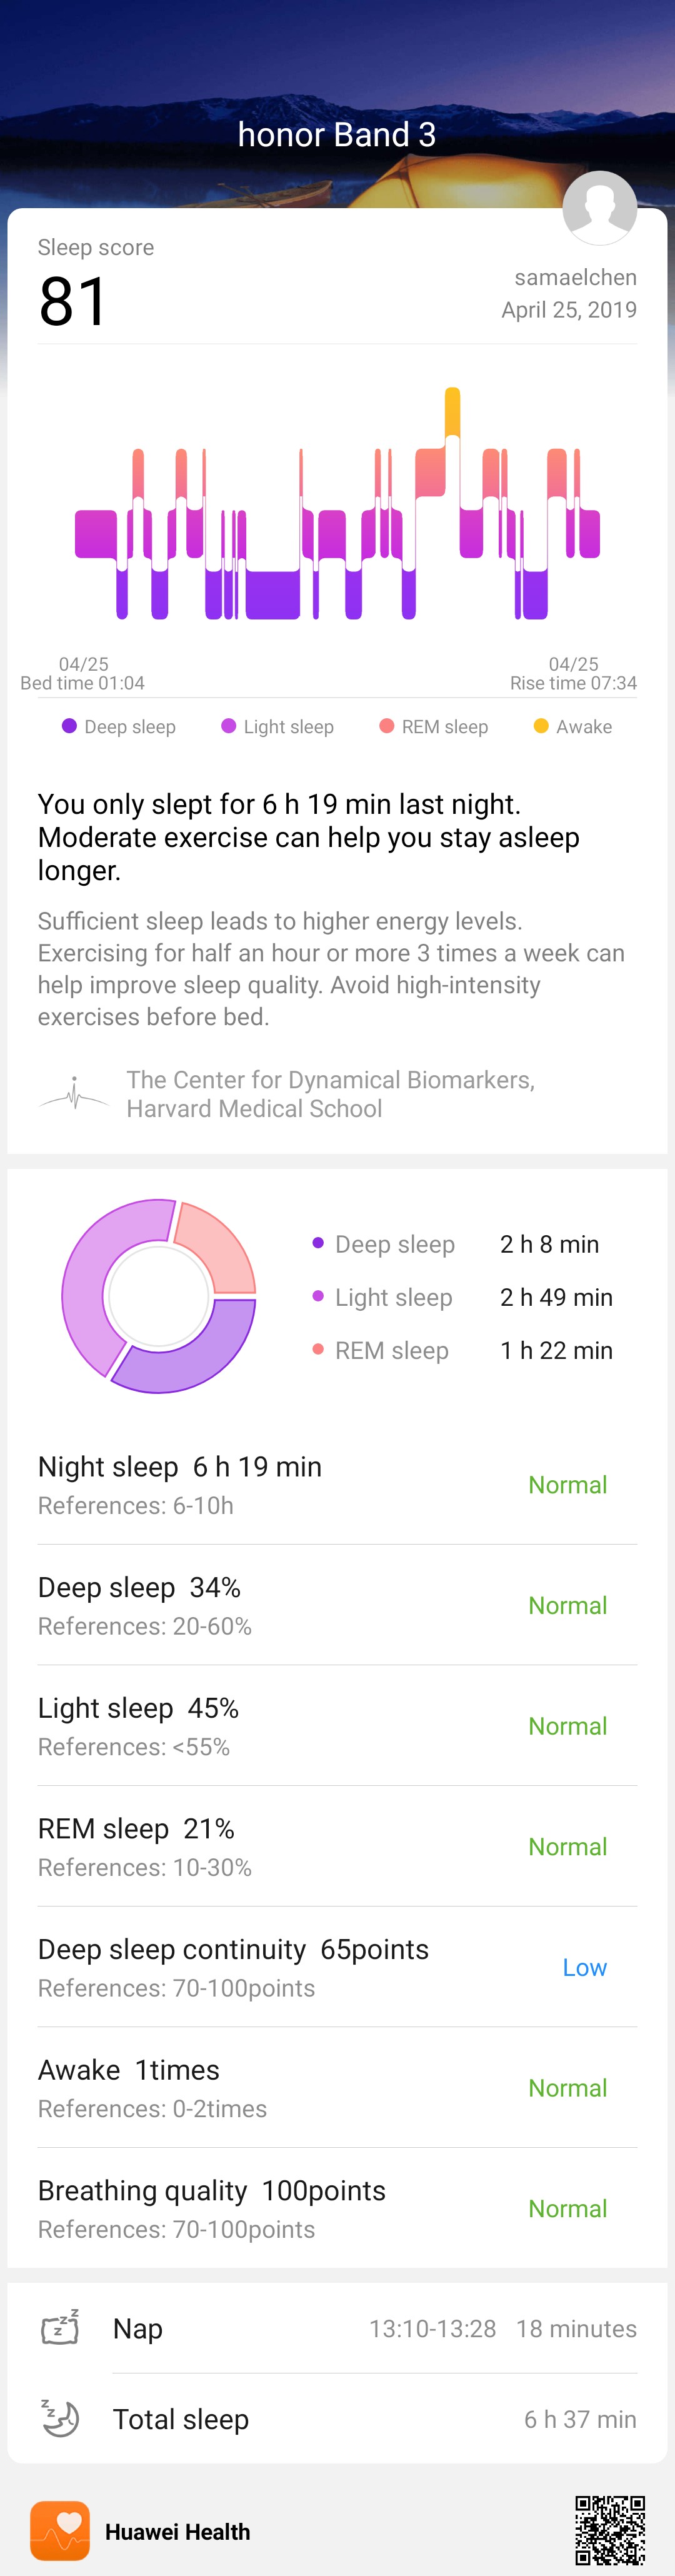 honor Band 3
Sleep score
81
samaelchen
April 25, 2019
04/25
Bed time 01:04
04/25
Rise time 07:34
Deep sleep
Light sleep
REM sleep
Awake
You only slept for 6 h 19 min last night.
Moderate exercise can help you stay asleep
longer.
Sufficient sleep leads to higher energy levels.
Exercising for half an hour or more 3 times a week can
help improve sleep quality. Avoid high-intensity
exercises before bed.
The Center for Dynamical Biomarkers,
Harvard Medical School
Deep sleep 2 h 8 min
Light sleep 2 h 49 min
REM sleep 1 h 22 min
Night sleep 6 h 19 min
References: 6-10h
Normal
Deep sleep 34%
References: 20-60%
Normal
Light sleep 45%
References: <55%
Normal
REM sleep 21%
References: 10-30%
Normal
Deep sleep continuity 65points
References: 70-100points
Low
Awake 1times
References: 0-2times
Normal
Breathing quality 100points
References: 70-100points
Normal
Nap 13:10-13:28 18 minutes
Total sleep 6 h 37 min
Huawei Health